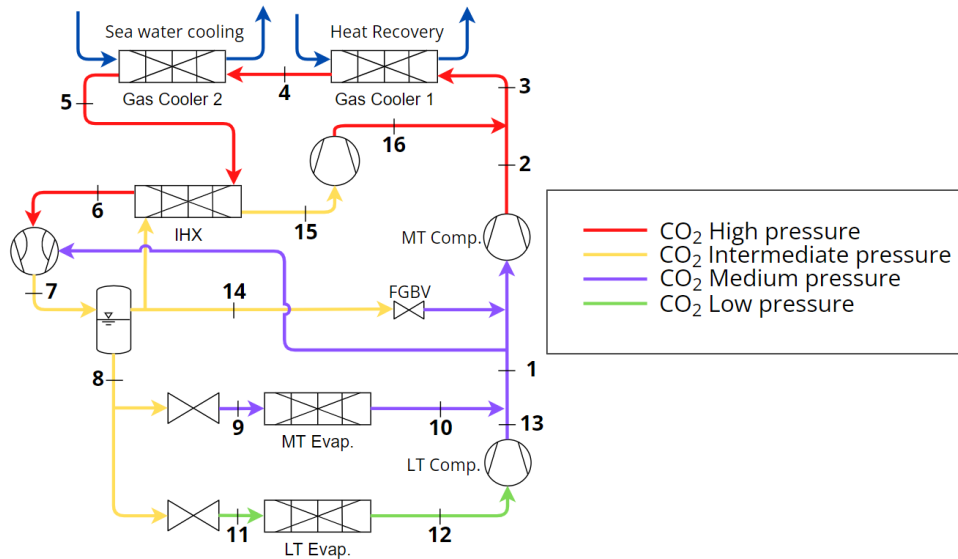 Sea water cooling
Heat Recovery
Gas Cooler 2
4
Gas Cooler 1
3
5
16
2
6
IHX
15
MT Comp.
7
14
FGBV
CO₂ High pressure
CO₂ Intermediate pressure
CO₂ Medium pressure
CO₂ Low pressure
8
1
9
MT Evap.
10
13
LT Comp.
11
LT Evap.
12